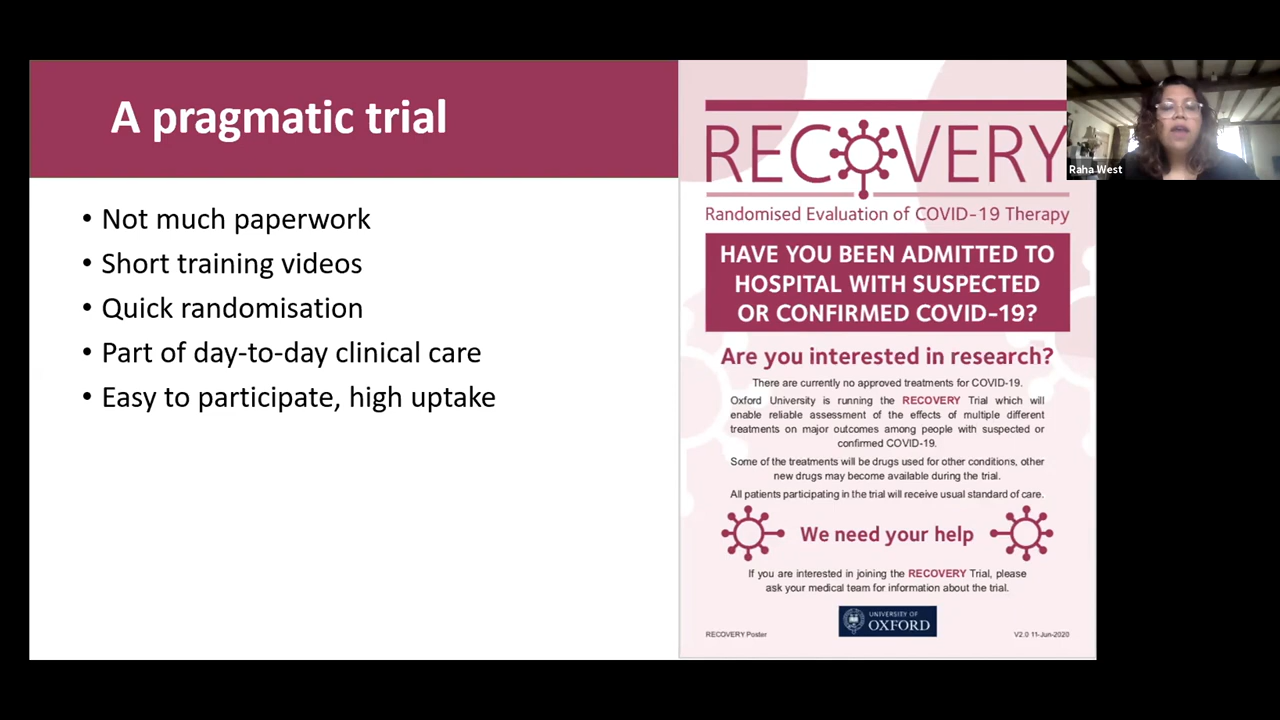 A pragmatic trial
• Not much paperwork
• Short training videos
• Quick randomisation
• Part of day-to-day clinical care
• Easy to participate, high uptake
RECOVERY
Randomised Evaluation of COVID-19 Therapy
HAVE YOU BEEN ADMITTED TO
HOSPITAL WITH SUSPECTED
OR CONFIRMED COVID-19?
Are you interested in research?
There are currently no approved treatments for COVID-19.
Oxford University is running the RECOVERY Trial which will
enable reliable assessment of the effects of multiple different
treatments on major outcomes among people with suspected or
confirmed COVID-19.
Some of the treatments will be drugs used for other conditions, other
new drugs may become available during the trial.
All patients participating in the trial will receive usual standard of care.
We need your help
If you are interested in joining the RECOVERY Trial, please
ask your medical team for information about the trial.
UNIVERSITY OF
OXFORD
RECOVERY Poster
V2.0 11-Jun-2020
Raha West